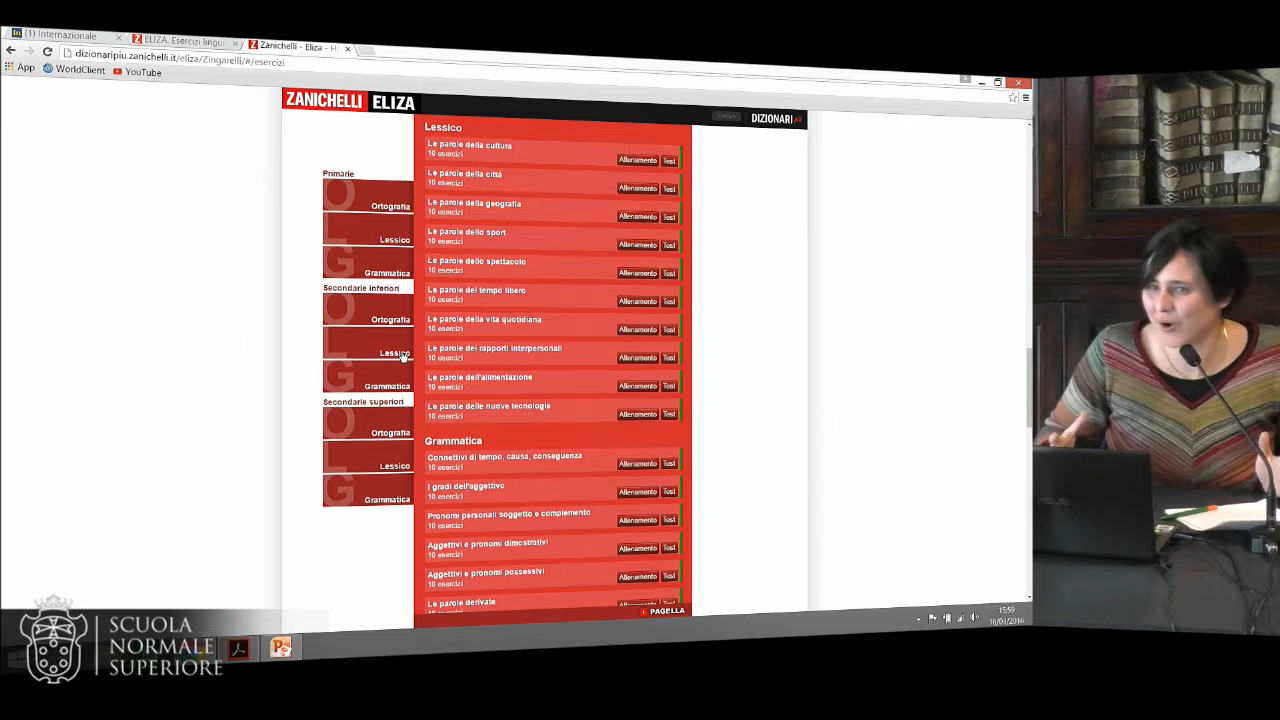 Internazionale
ELIZA. Esercizi lingu
Zanichelli - Eliza - H
dizionaripiu.zanichelli.it/eliza/Zingarelli/#/esercizi
App WorldClient YouTube
ZANICHELLI ELIZA
DIZIONARI più
Primarie
Ortografia
Lessico
Grammatica
Secondarie inferiori
Ortografia
Lessico
Grammatica
Secondarie superiori
Ortografia
Lessico
Grammatica
Lessico
Le parole della cultura
10 esercizi
Allenamento Test
Le parole della città
10 esercizi
Allenamento Test
Le parole della geografia
10 esercizi
Allenamento Test
Le parole dello sport
10 esercizi
Allenamento Test
Le parole dello spettacolo
10 esercizi
Allenamento Test
Le parole del tempo libero
10 esercizi
Allenamento Test
Le parole della vita quotidiana
10 esercizi
Allenamento Test
Le parole dei rapporti interpersonali
10 esercizi
Allenamento Test
Le parole dell'alimentazione
10 esercizi
Allenamento Test
Le parole delle nuove tecnologie
10 esercizi
Allenamento Test
Grammatica
Connettivi di tempo, causa, conseguenza
10 esercizi
Allenamento Test
I gradi dell'aggettivo
10 esercizi
Allenamento Test
Pronomi personali soggetto e complemento
10 esercizi
Allenamento Test
Aggettivi e pronomi dimostrativi
10 esercizi
Allenamento Test
Aggettivi e pronomi possessivi
10 esercizi
Allenamento Test
Le parole derivate
PAGELLA
15:59
16/03/2016
SCUOLA
NORMALE
SUPERIORE